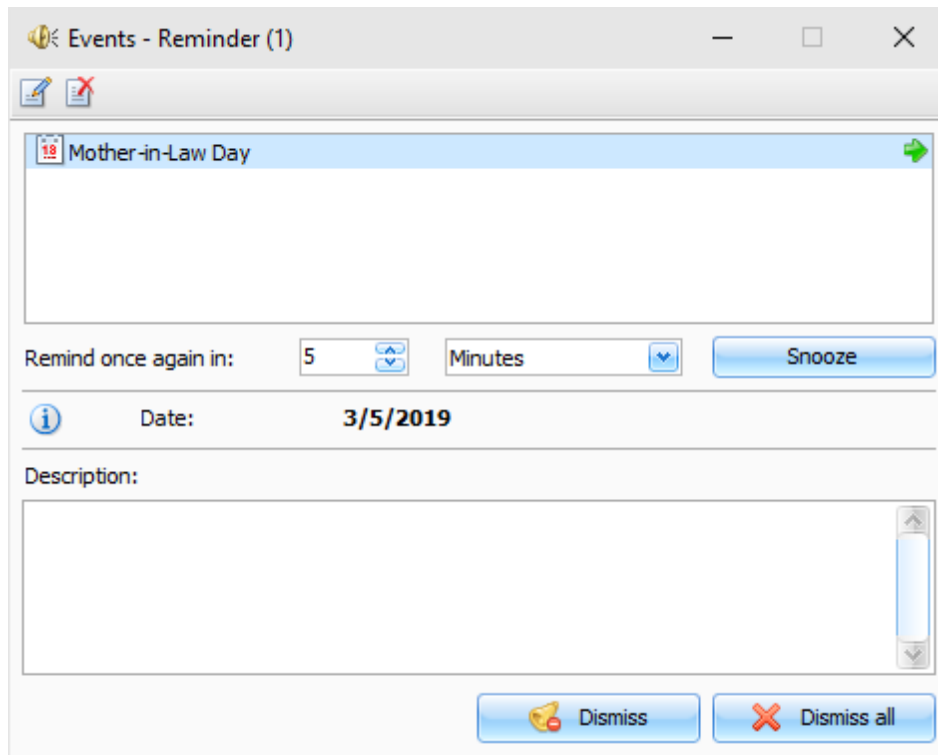 Events - Reminder (1)
18 Mother-in-Law Day
Remind once again in: 5 Minutes Snooze
Date: 3/5/2019
Description:
Dismiss Dismiss all